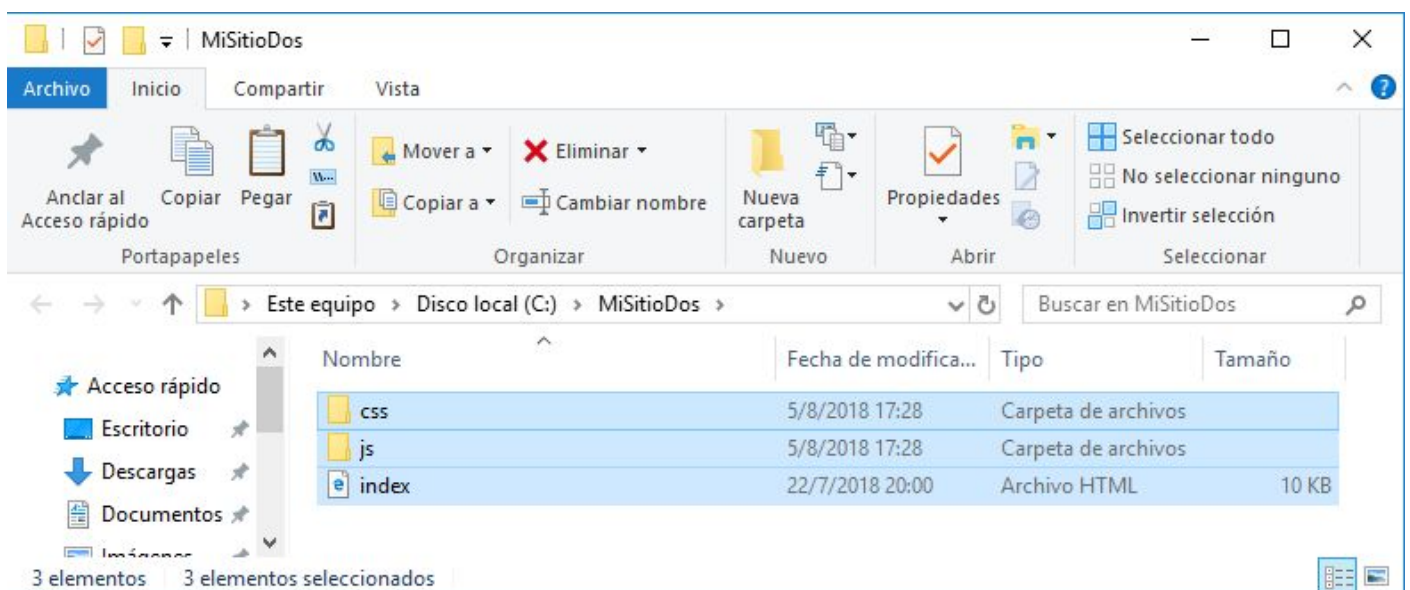 MiSitioDos
Archivo Inicio Compartir Vista
Anclar al Acceso rápido
Copiar
Pegar
Mover a
Copiar a
Eliminar
Cambiar nombre
Nueva carpeta
Propiedades
Seleccionar todo
No seleccionar ninguno
Invertir selección
Portapapeles Organizar Nuevo Abrir Seleccionar
Este equipo > Disco local (C:) > MiSitioDos >
Buscar en MiSitioDos
Acceso rápido
Escritorio
Descargas
Documentos
Imágenes
Nombre Fecha de modifica... Tipo Tamaño
css 5/8/2018 17:28 Carpeta de archivos
js 5/8/2018 17:28 Carpeta de archivos
index 22/7/2018 20:00 Archivo HTML 10 KB
3 elementos 3 elementos seleccionados